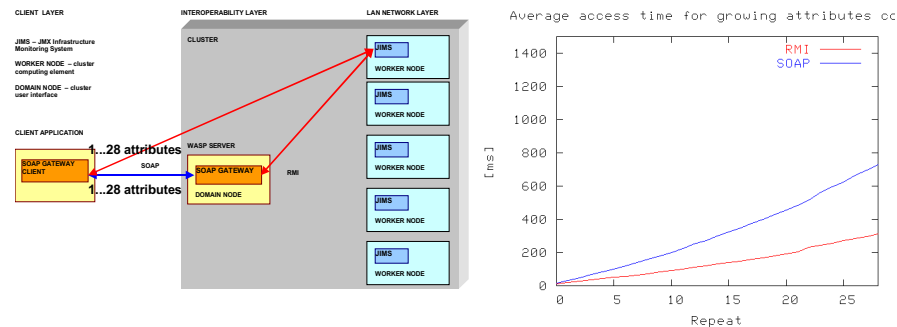 CLIENT LAYER
INTEROPERABILITY LAYER
LAN NETWORK LAYER
JIMS – JMX Infrastructure
Monitoring System
WORKER NODE – cluster
computing element
DOMAIN NODE – cluster
user interface
CLUSTER
JIMS
WORKER NODE
JIMS
WORKER NODE
JIMS
WORKER NODE
JIMS
WORKER NODE
JIMS
WORKER NODE
CLIENT APPLICATION
1...28 attributes
SOAP GATEWAY
CLIENT
SOAP
1...28 attributes
WASP SERVER
SOAP GATEWAY
DOMAIN NODE
RMI
Average access time for growing attributes cc
RMI
SOAP
1400
1200
1000
800
600
400
200
0
[ms]
0 5 10 15 20 25
Repeat